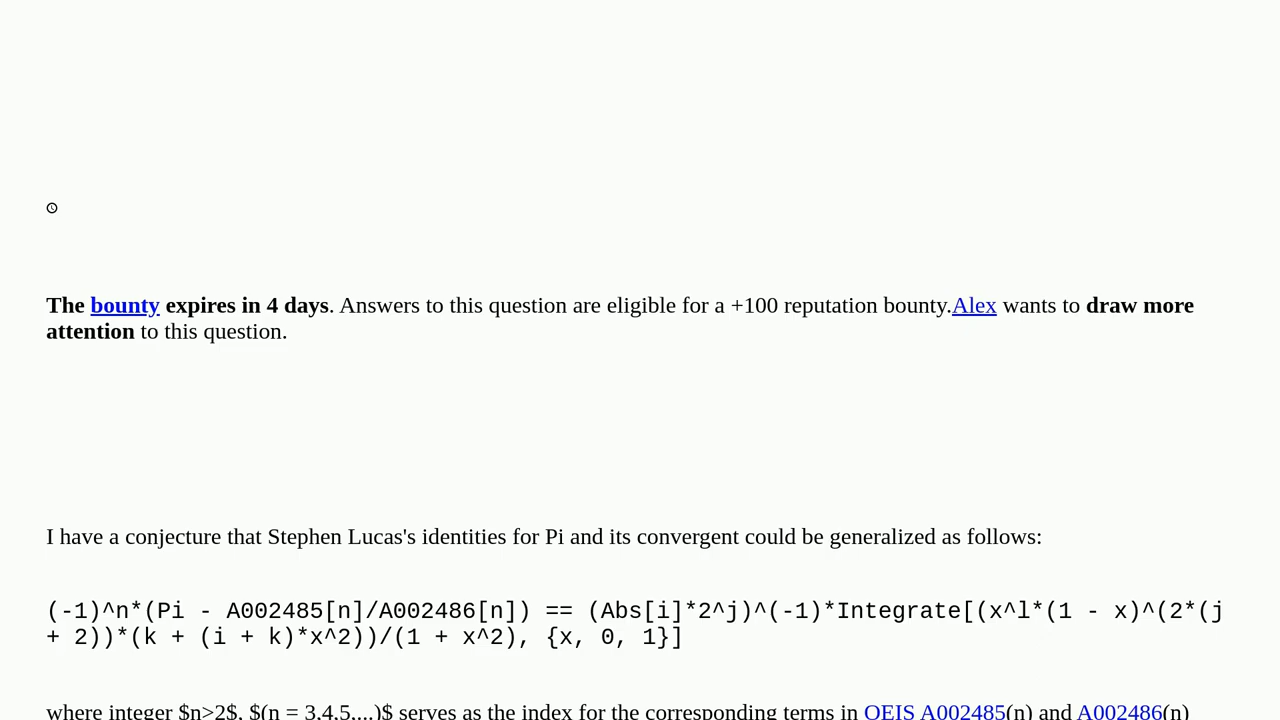 The bounty expires in 4 days. Answers to this question are eligible for a +100 reputation bounty.Alex wants to draw more
attention to this question.
I have a conjecture that Stephen Lucas's identities for Pi and its convergent could be generalized as follows:
(-1)^n*(Pi - A002485[n]/A002486[n]) == (Abs[i]*2^j)^(-1)*Integrate[(x^l*(1 - x)^(2*(j
+ 2))*(k + (i + k)*x^2))/(1 + x^2), {x, 0, 1}]
where integer $n>2$, $(n = 3,4,5,...)$ serves as the index for the corresponding terms in OEIS A002485(n) and A002486(n)